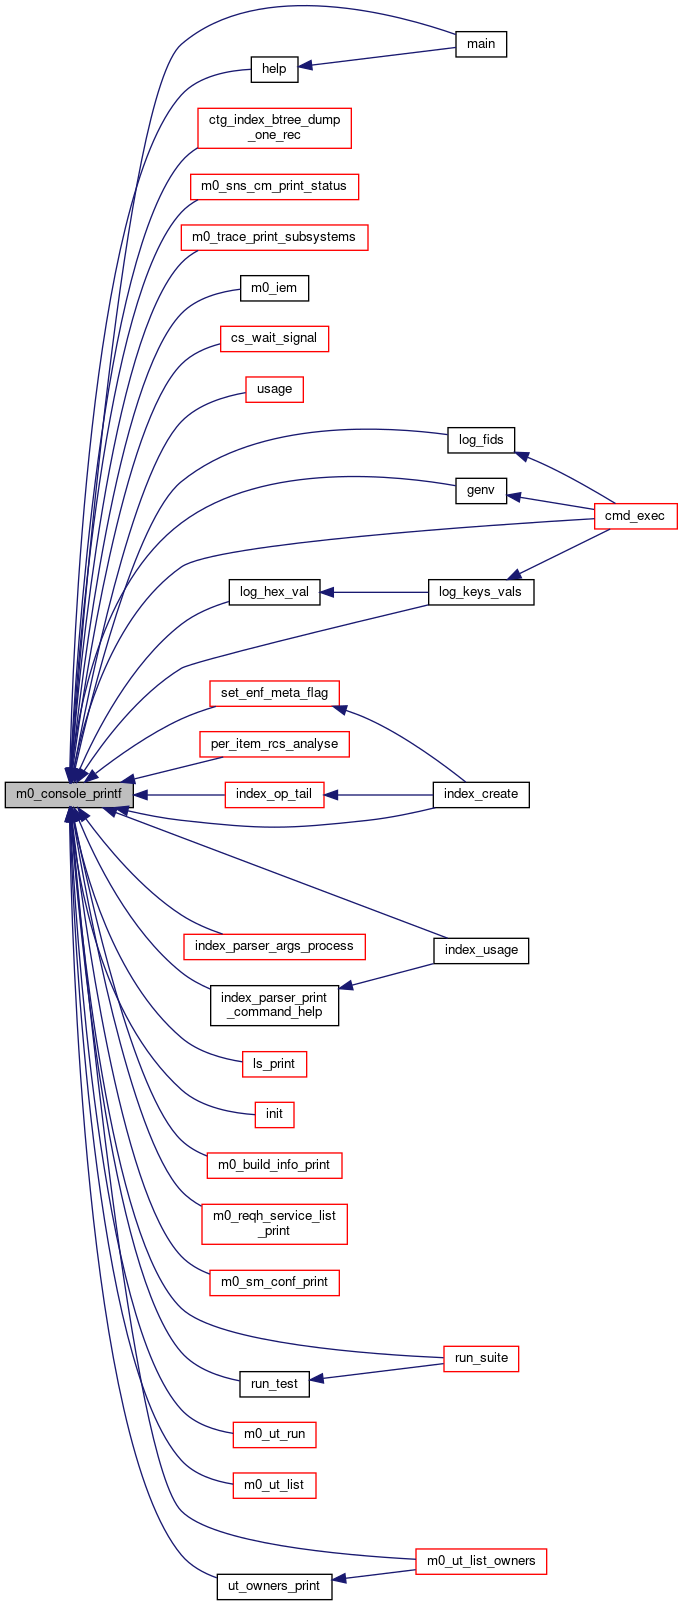 main
help
ctg_index_btree_dump
_one_rec
m0_sns_cm_print_status
m0_trace_print_subsystems
m0_iem
cs_wait_signal
usage
log_fids
genv
cmd_exec
log_hex_val
log_keys_vals
set_enf_meta_flag
per_item_rcs_analyse
m0_console_printf
index_op_tail
index_create
index_parser_args_process
index_usage
index_parser_print
_command_help
ls_print
init
m0_build_info_print
m0_reqh_service_list
_print
m0_sm_conf_print
run_suite
run_test
m0_ut_run
m0_ut_list
m0_ut_list_owners
ut_owners_print